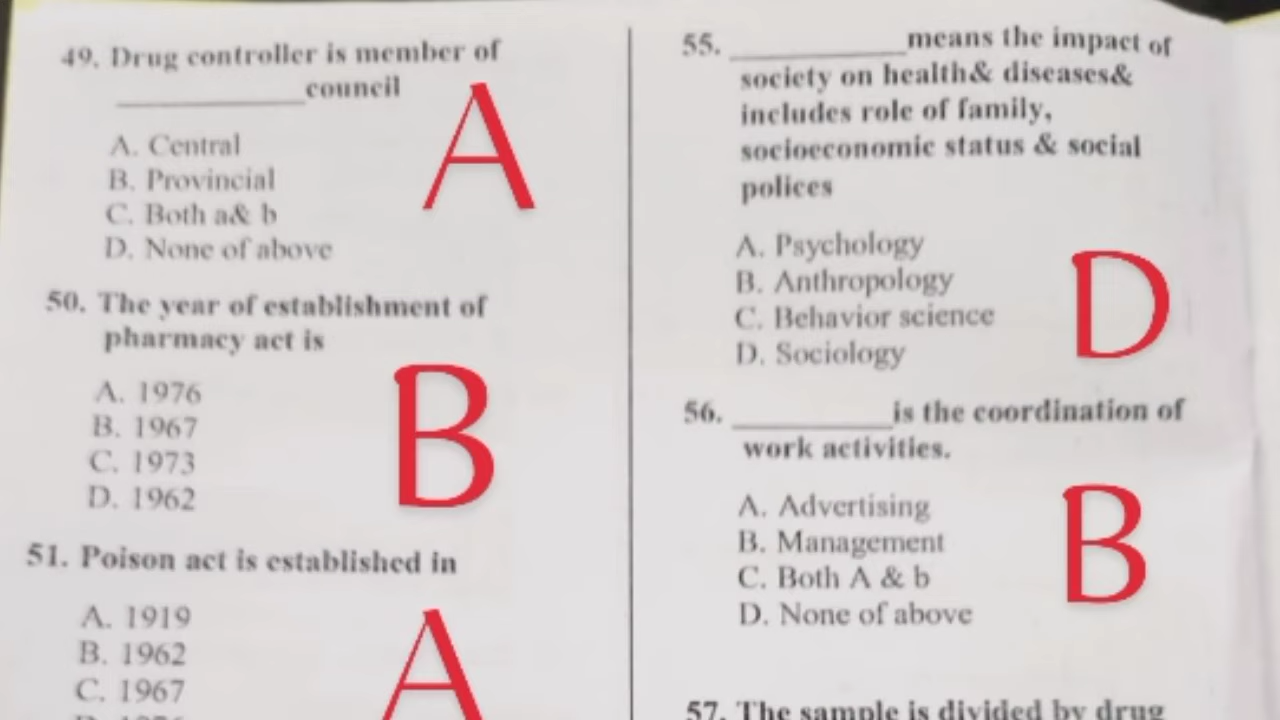 49. Drug controller is member of
____________council
A. Central
B. Provincial
C. Both a& b
D. None of above
A
50. The year of establishment of
pharmacy act is
A. 1976
B. 1967
C. 1973
D. 1962
B
51. Poison act is established in
A. 1919
B. 1962
C. 1967
A
55. ___________means the impact of
society on health& diseases&
includes role of family,
socioeconomic status & social
polices
A. Psychology
B. Anthropology
C. Behavior science
D. Sociology
D
56. __________is the coordination of
work activities.
A. Advertising
B. Management
C. Both A & b
D. None of above
B
57. The sample is divided by drug